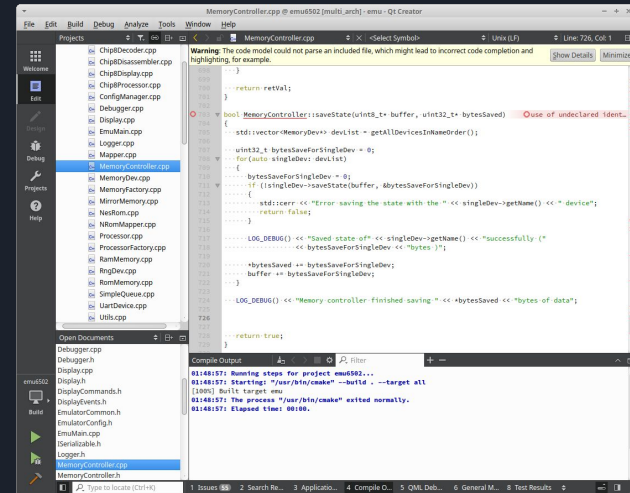 MemoryController.cpp @ emu6502 [multi_arch] - emu - Qt Creator
File Edit Build Debug Analyze Tools Window Help
Projects
MemoryController.cpp
<Select Symbol>
Unix (LF)
Line: 726, Col: 1
Warning: The code model could not parse an included file, which might lead to incorrect code completion and
highlighting, for example.
Show Details
Minimize
Welcome
Edit
Design
Debug
Projects
Help
Chip8Decoder.cpp
Chip8Disassembler.cpp
Chip8Display.cpp
Chip8Processor.cpp
ConfigManager.cpp
Debugger.cpp
Display.cpp
EmuMain.cpp
Logger.cpp
Mapper.cpp
MemoryController.cpp
MemoryDev.cpp
MemoryFactory.cpp
MirrorMemory.cpp
NesRom.cpp
NRomMapper.cpp
Processor.cpp
ProcessorFactory.cpp
RamMemory.cpp
RngDev.cpp
RomMemory.cpp
SimpleQueue.cpp
UartDevice.cpp
Utils.cpp
}
return retVal;
}
bool MemoryController::saveState(uint8_t* buffer, uint32_t* bytesSaved)
use of undeclared ident…
{
std::vector<MemoryDev*> devList = getAllDevicesInNameOrder();
uint32_t bytesSaveForSingleDev = 0;
for(auto singleDev: devList)
{
bytesSaveForSingleDev = 0;
if (!singleDev->saveState(buffer, &bytesSaveForSingleDev))
{
std::cerr << "Error saving the state with the " << singleDev->getName() << " device";
return false;
}
LOG_DEBUG() << "Saved state of" << singleDev->getName() << "successfully ("
<< bytesSaveForSingleDev << "bytes )";
*bytesSaved += bytesSaveForSingleDev;
buffer += bytesSaveForSingleDev;
}
LOG_DEBUG() << "Memory controller finished saving " << *bytesSaved << "bytes of data";
726
return true;
}
Open Documents
Debugger.cpp
Debugger.h
Display.cpp
Display.h
DisplayCommands.h
DisplayEvents.h
EmulatorCommon.h
EmulatorConfig.h
EmuMain.cpp
ISerializable.h
Logger.h
MemoryController.cpp
MemoryController.h
emu6502
Build
Compile Output
Filter
01:48:57: Running steps for project emu6502...
01:48:57: Starting: "/usr/bin/cmake" --build . --target all
[100%] Built target emu
01:48:57: The process "/usr/bin/cmake" exited normally.
01:48:57: Elapsed time: 00:00.
Type to locate (Ctrl+K)
1 Issues 55
2 Search Re...
3 Applicatio...
4 Compile O...
5 QML Deb...
6 General M...
8 Test Results